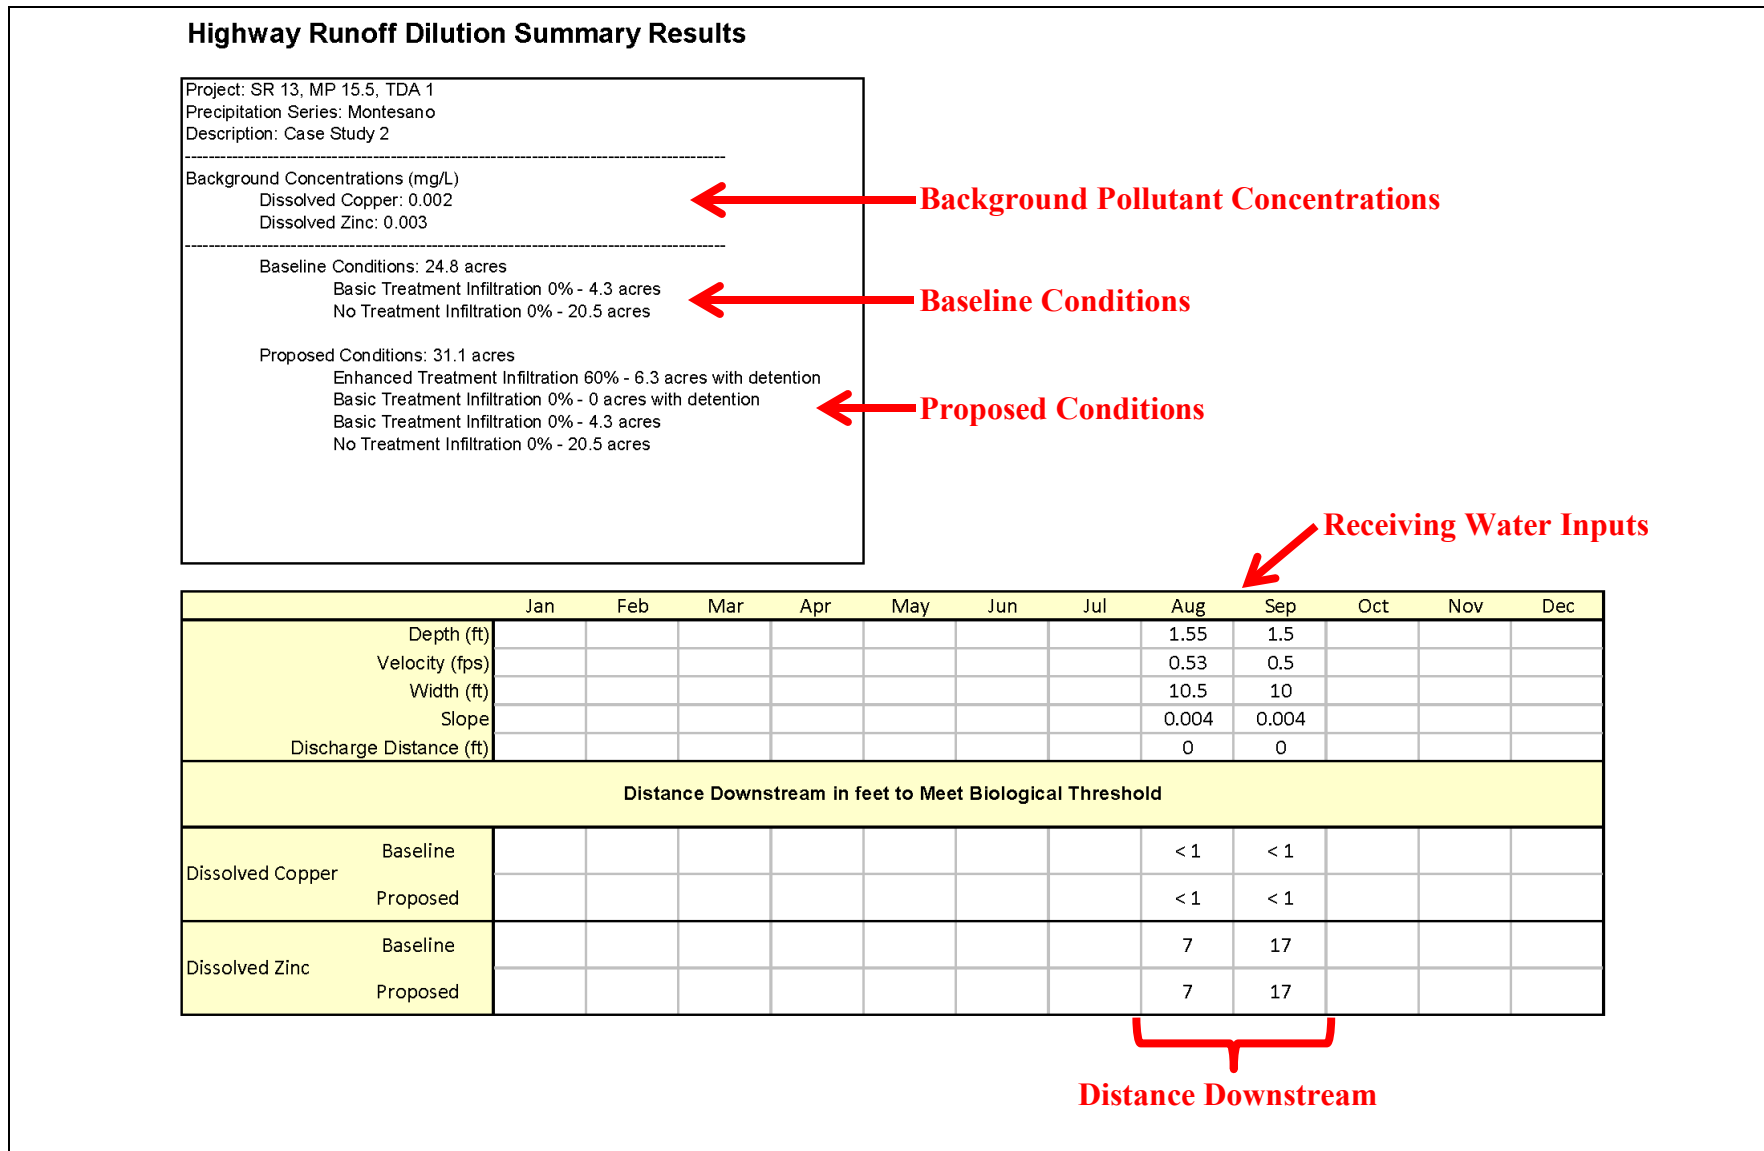 Highway Runoff Dilution Summary Results
Project: SR 13, MP 15.5, TDA 1
Precipitation Series: Montesano
Description: Case Study 2
Background Concentrations (mg/L)
Dissolved Copper: 0.002
Dissolved Zinc: 0.003
Background Pollutant Concentrations
Baseline Conditions: 24.8 acres
Basic Treatment Infiltration 0% - 4.3 acres
No Treatment Infiltration 0% - 20.5 acres
Baseline Conditions
Proposed Conditions: 31.1 acres
Enhanced Treatment Infiltration 60% - 6.3 acres with detention
Basic Treatment Infiltration 0% - 0 acres with detention
Basic Treatment Infiltration 0% - 4.3 acres
No Treatment Infiltration 0% - 20.5 acres
Proposed Conditions
Receiving Water Inputs
Jan Feb Mar Apr May Jun Jul Aug Sep Oct Nov Dec
Depth (ft) 1.55 1.5
Velocity (fps) 0.53 0.5
Width (ft) 10.5 10
Slope 0.004 0.004
Discharge Distance (ft) 0 0
Distance Downstream in feet to Meet Biological Threshold
Dissolved Copper
Baseline < 1 < 1
Proposed < 1 < 1
Dissolved Zinc
Baseline 7 17
Proposed 7 17
Distance Downstream